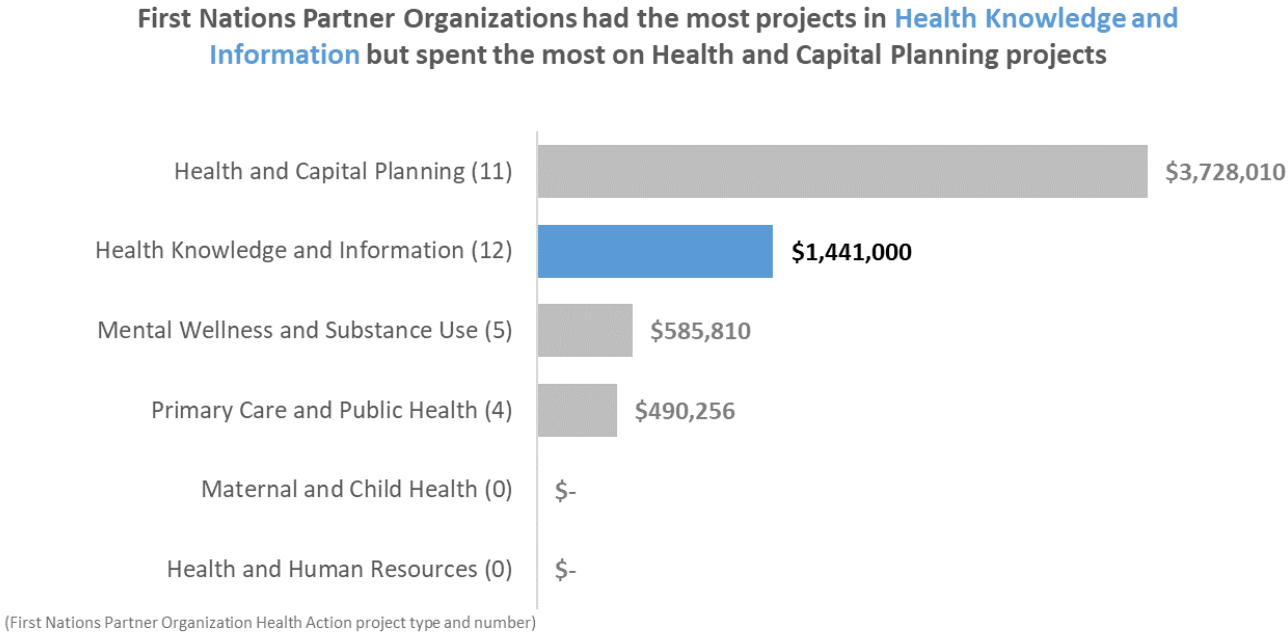 First Nations Partner Organizations had the most projects in Health Knowledge and
Information but spent the most on Health and Capital Planning projects
Health and Capital Planning (11) $3,728,010
Health Knowledge and Information (12) $1,441,000
Mental Wellness and Substance Use (5) $585,810
Primary Care and Public Health (4) $490,256
Maternal and Child Health (0) $-
Health and Human Resources (0) $-
(First Nations Partner Organization Health Action project type and number)